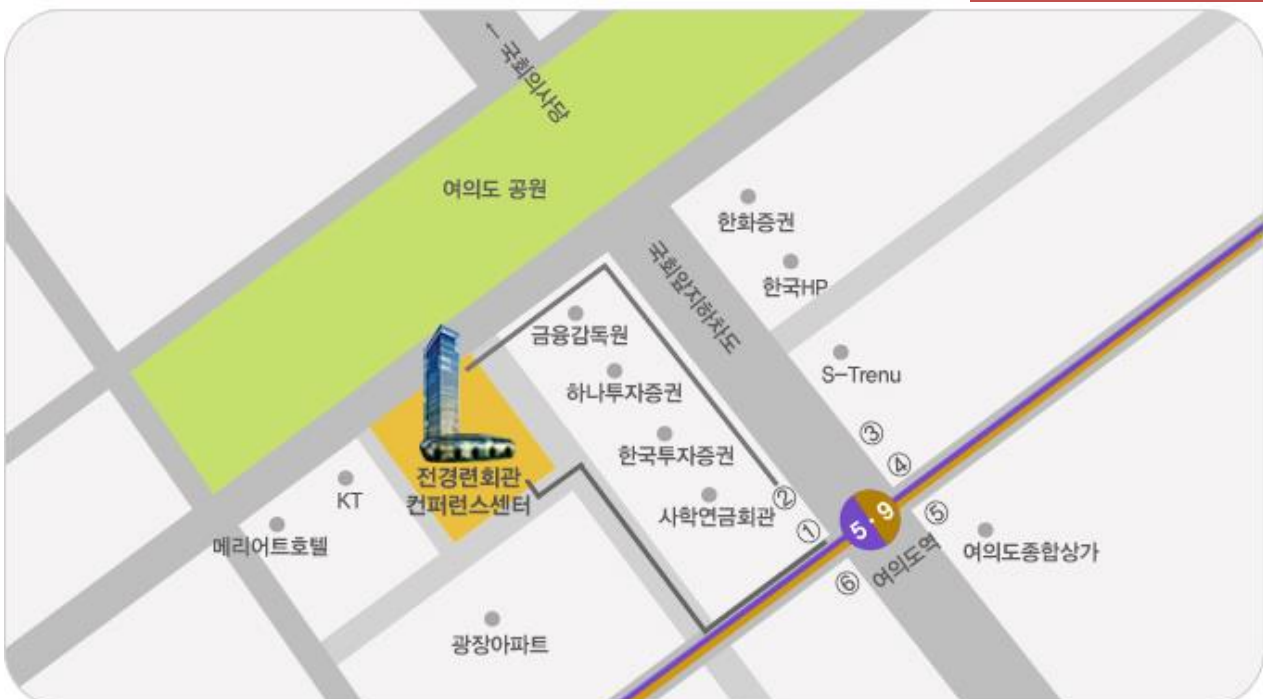 ← 국회의사당
여의도 공원
한화증권
국회앞지하차도
한국HP
금융감독원
S-Trenu
하나투자증권
③
한국투자증권
④
전경련회관
컨퍼런스센터
KT
②
사학연금회관
①
5·9
⑤
메리어트호텔
여의도역
여의도종합상가
⑥
광장아파트